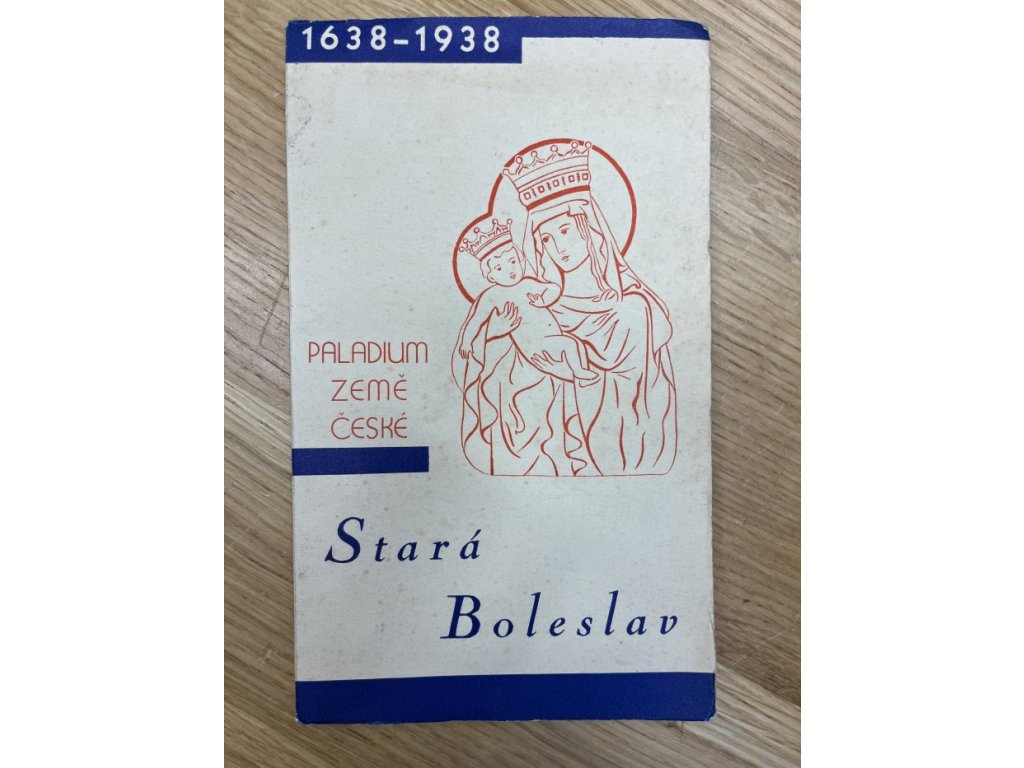 1638-1938
PALADIUM
ZEMĚ
ČESKÉ
Stará
Boleslav